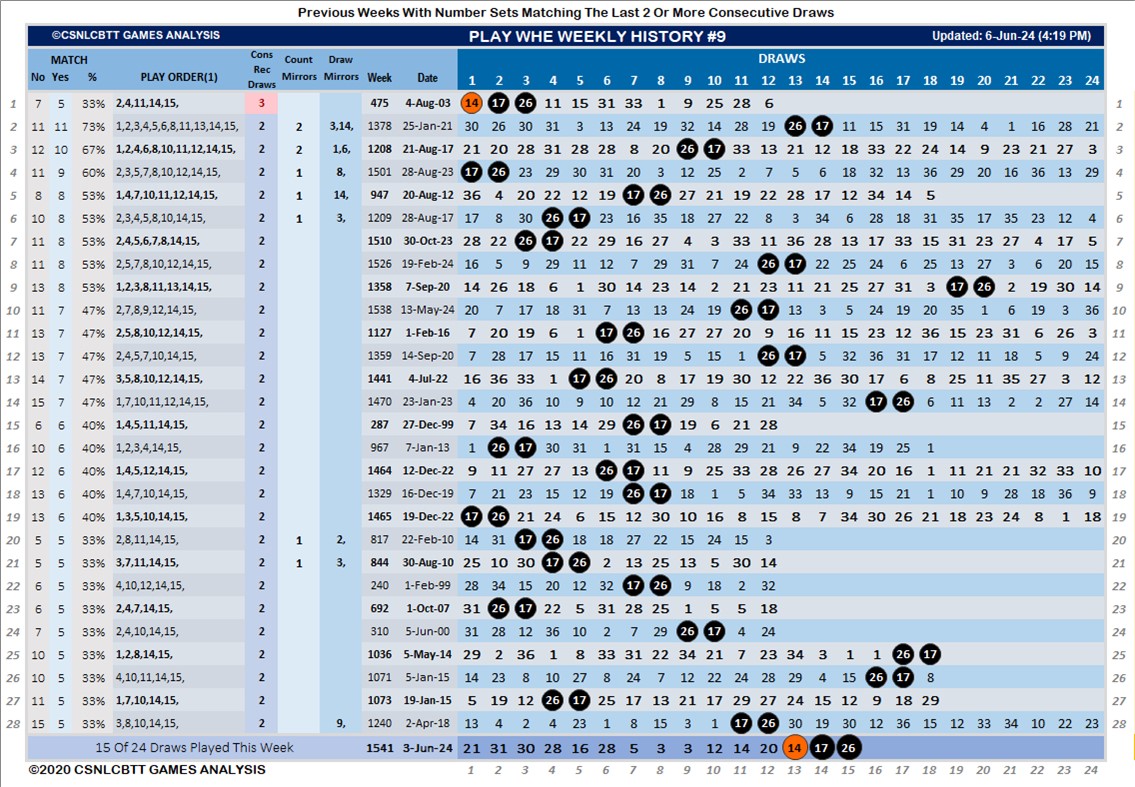 Previous Weeks With Number Sets Matching The Last 2 Or More Consecutive Draws
©CSNLCBTT GAMES ANALYSIS PLAY WHE WEEKLY HISTORY #9 Updated: 6-Jun-24 (4:19 PM)
MATCH Cons Rec Draws Count Mirrors Draw Mirrors DRAWS
No Yes % PLAY ORDER(1) Week Date 1 2 3 4 5 6 7 8 9 10 11 12 13 14 15 16 17 18 19 20 21 22 23 24
1 7 5 33% 2,4,11,14,15, 3 475 4-Aug-03 14 17 26 11 15 31 33 1 9 25 28 6 1
2 11 11 73% 1,2,3,4,5,6,8,11,13,14,15, 2 2 3,14, 1378 25-Jan-21 30 26 30 31 3 13 24 19 32 14 28 19 26 17 11 15 31 19 14 4 1 16 28 21 2
3 12 10 67% 1,2,4,6,8,10,11,12,14,15, 2 2 1,6, 1208 21-Aug-17 21 20 28 31 28 28 8 20 26 17 33 13 21 12 18 33 22 24 14 9 23 21 27 3 3
4 11 9 60% 2,3,5,7,8,10,12,14,15, 2 1 8, 1501 28-Aug-23 17 26 23 29 30 31 20 3 12 25 2 7 5 6 18 32 13 36 29 20 16 36 13 29 4
5 8 8 53% 1,4,7,10,11,12,14,15, 2 1 14, 947 20-Aug-12 36 4 20 22 12 19 17 26 27 21 19 22 28 17 12 34 14 5 5
6 10 8 53% 2,3,4,5,8,10,14,15, 2 1 3, 1209 28-Aug-17 17 8 30 26 17 23 16 35 18 27 22 8 3 34 6 28 18 31 35 17 35 23 12 4 6
7 11 8 53% 2,4,5,6,7,8,14,15, 2 1510 30-Oct-23 28 22 26 17 22 29 16 27 4 3 33 11 36 28 13 17 33 15 31 23 27 4 17 5 7
8 11 8 53% 2,5,7,8,10,12,14,15, 2 1526 19-Feb-24 16 5 9 29 11 12 7 29 31 7 24 26 17 22 25 24 6 25 13 27 3 6 20 15 8
9 13 8 53% 1,2,3,8,11,13,14,15, 2 1358 7-Sep-20 14 26 18 6 1 30 14 23 14 2 21 23 11 21 25 27 31 3 17 26 2 19 30 14 9
10 11 7 47% 2,7,8,9,12,14,15, 2 1538 13-May-24 20 7 17 18 31 7 13 13 24 19 26 17 13 3 5 24 19 20 35 1 6 19 3 36 10
11 13 7 47% 2,5,8,10,12,14,15, 2 1127 1-Feb-16 7 20 19 6 1 17 26 16 27 27 20 9 16 11 15 23 12 36 15 23 31 6 26 3 11
12 13 7 47% 2,4,5,7,10,14,15, 2 1359 14-Sep-20 7 28 17 15 11 16 31 19 5 15 1 26 17 5 32 36 31 17 12 11 18 5 9 24 12
13 14 7 47% 3,5,8,10,12,14,15, 2 1441 4-Jul-22 16 36 33 1 17 26 20 8 17 19 30 12 22 36 30 17 6 8 25 11 35 27 3 12 13
14 15 7 47% 1,7,10,11,12,14,15, 2 1470 23-Jan-23 4 20 36 10 9 10 12 21 29 8 15 21 34 5 32 17 26 6 11 13 2 2 27 14 14
15 6 6 40% 1,4,5,11,14,15, 2 287 27-Dec-99 7 34 16 13 14 29 26 17 19 6 21 28 15
16 10 6 40% 1,2,3,4,14,15, 2 967 7-Jan-13 1 26 17 30 31 1 31 15 4 28 29 21 9 22 34 19 25 1 16
17 12 6 40% 1,4,5,12,14,15, 2 1464 12-Dec-22 9 11 27 27 13 26 17 11 9 25 33 28 26 27 34 20 16 1 11 21 21 32 33 10 17
18 13 6 40% 1,4,7,10,14,15, 2 1329 16-Dec-19 7 21 23 15 12 19 26 17 18 1 5 34 33 13 9 15 21 1 10 9 28 18 36 9 18
19 13 6 40% 1,3,5,10,14,15, 2 1465 19-Dec-22 17 26 21 24 6 15 12 30 10 16 8 15 8 7 34 30 26 21 18 23 24 8 1 18 19
20 5 5 33% 2,8,11,14,15, 2 1 2, 817 22-Feb-10 14 31 17 26 18 18 27 22 15 24 15 3 20
21 5 5 33% 3,7,11,14,15, 2 1 3, 844 30-Aug-10 25 10 30 17 26 2 13 25 13 5 30 14 21
22 6 5 33% 4,10,12,14,15, 2 240 1-Feb-99 28 34 15 20 12 32 17 26 9 18 2 32 22
23 6 5 33% 2,4,7,14,15, 2 692 1-Oct-07 31 26 17 22 5 31 28 25 1 5 5 18 23
24 7 5 33% 2,4,10,14,15, 2 310 5-Jun-00 31 28 12 36 10 2 7 29 26 17 4 24 24
25 10 5 33% 1,2,8,14,15, 2 1036 5-May-14 29 2 36 1 8 33 31 22 34 21 7 23 34 3 1 1 26 17 25
26 10 5 33% 4,10,11,14,15, 2 1071 5-Jan-15 14 23 8 10 27 8 24 7 12 12 24 28 29 4 15 26 17 8 26
27 11 5 33% 1,7,10,14,15, 2 1073 19-Jan-15 5 19 12 26 17 25 17 13 21 17 29 27 24 15 12 9 18 29 27
28 15 5 33% 3,8,10,14,15, 2 9, 1240 2-Apr-18 13 4 2 4 23 1 8 15 3 1 17 26 30 19 30 12 36 15 12 33 34 10 22 23 28
15 Of 24 Draws Played This Week 1541 3-Jun-24 21 31 30 28 16 28 5 3 3 12 14 20 14 17 26
©2020 CSNLCBTT GAMES ANALYSIS 1 2 3 4 5 6 7 8 9 10 11 12 13 14 15 16 17 18 19 20 21 22 23 24